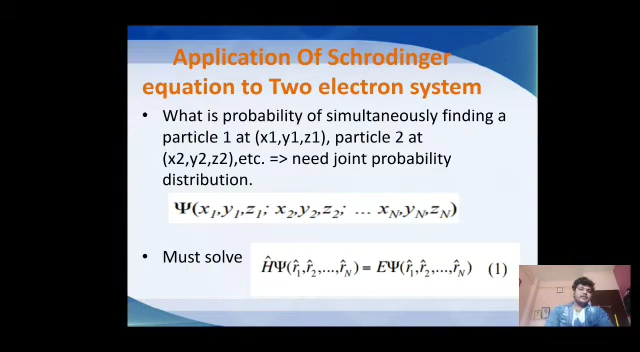 Application Of Schrodinger
equation to Two electron system
• What is probability of simultaneously finding a
particle 1 at (x1,y1,z1), particle 2 at
(x2,y2,z2),etc. => need joint probability
distribution.
Ψ(x₁,y₁,z₁; x₂,y₂,z₂; ... x_N,y_N,z_N)
• Must solve ĤΨ(r̂₁,r̂₂,...,r̂_N) = EΨ(r̂₁,r̂₂,...,r̂_N) (1)